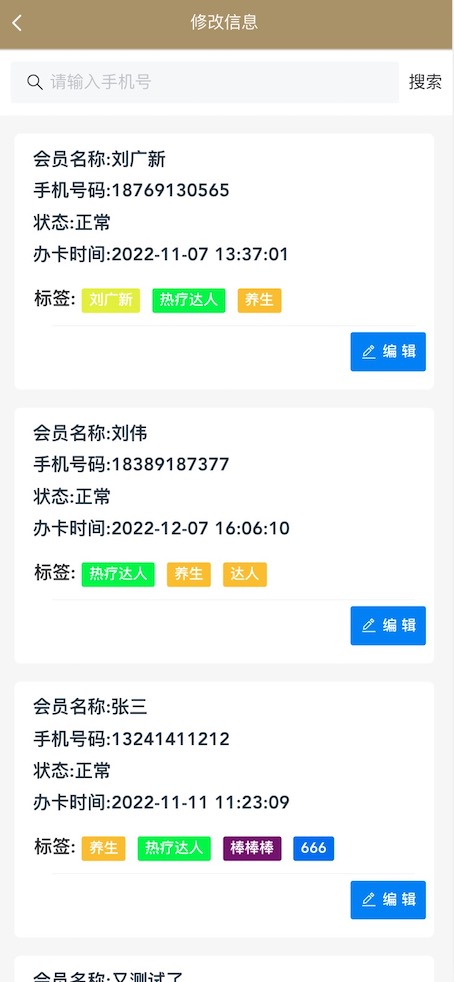 修改信息
请输入手机号 搜索
会员名称:刘广新
手机号码:18769130565
状态:正常
办卡时间:2022-11-07 13:37:01
标签: 刘广新 热疗达人 养生
编辑
会员名称:刘伟
手机号码:18389187377
状态:正常
办卡时间:2022-12-07 16:06:10
标签: 热疗达人 养生 达人
编辑
会员名称:张三
手机号码:13241411212
状态:正常
办卡时间:2022-11-11 11:23:09
标签: 养生 热疗达人 棒棒棒 666
编辑
会员名称:又测试了